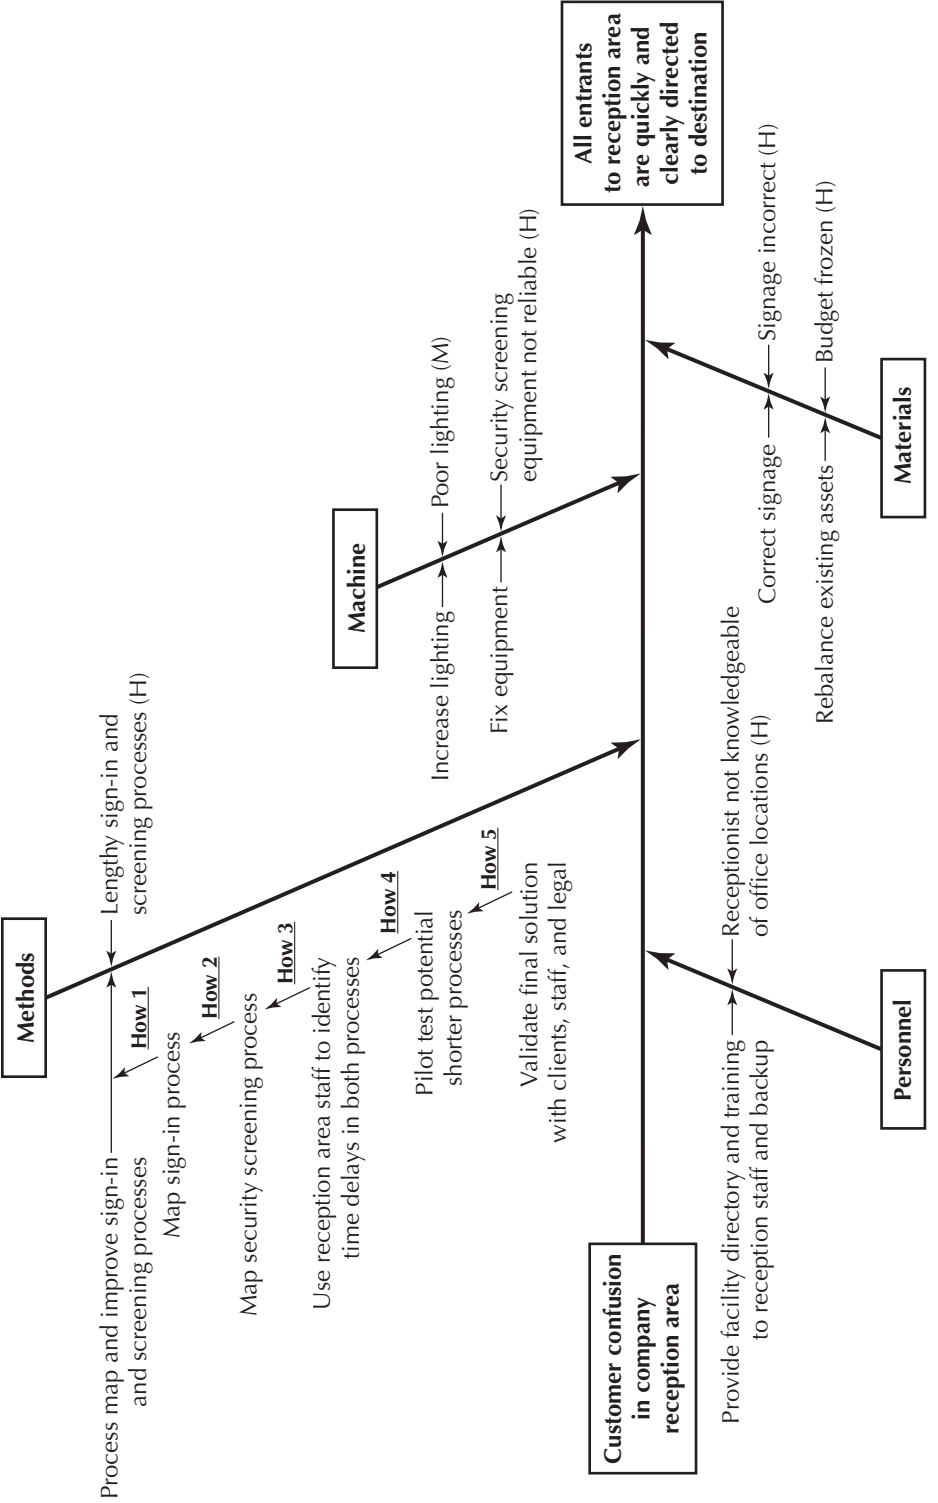 Methods
Process map and improve sign-in
and screening processes
Lengthy sign-in and
screening processes (H)
How 1
Map sign-in process
How 2
Map security screening process
How 3
Use reception area staff to identify
time delays in both processes
How 4
Pilot test potential
shorter processes
How 5
Validate final solution
with clients, staff, and legal
Machine
Increase lighting
Poor lighting (M)
Fix equipment
Security screening
equipment not reliable (H)
Customer confusion
in company
reception area
All entrants
to reception area
are quickly and
clearly directed
to destination
Provide facility directory and training
to reception staff and backup
Receptionist not knowledgeable
of office locations (H)
Personnel
Correct signage
Signage incorrect (H)
Rebalance existing assets
Budget frozen (H)
Materials